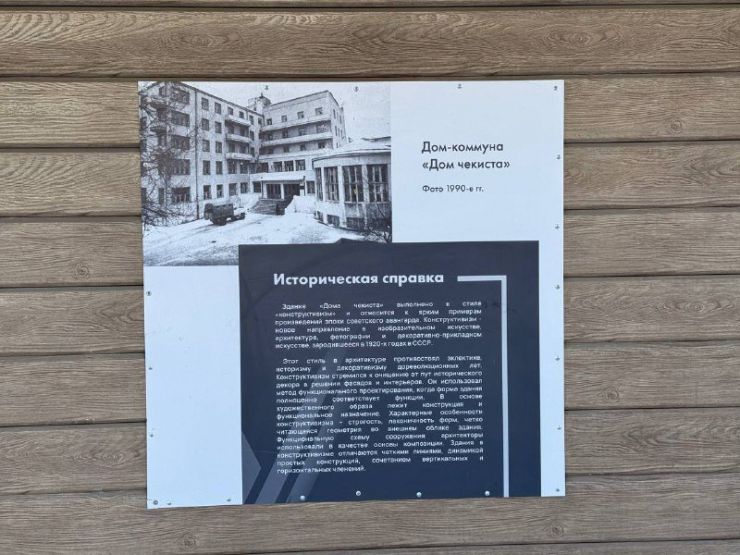 Дом-коммуна
«Дом чекиста»
Фото 1990-е гг.
Историческая справка
Здание «Дома чекиста» выполнено в стиле
«конструктивизм» и относится к ярким примерам
произведений эпохи советского авангарда. Конструктивизм -
новое направление в изобразительном искусстве,
архитектуре, фотографии и декоративно-прикладном
искусстве, зародившееся в 1920-х годах в СССР.
Этот стиль в архитектуре противостоял эклектике,
историзму и декоративизму дореволюционных лет.
Конструктивизм стремился к очищению от пут исторического
декора в решении фасадов и интерьеров. Он использовал
метод функционального проектирования, когда форма здания
полноценно соответствует функции. В основе
художественного образа лежит конструкция и
функциональное назначение. Характерные особенности
конструктивизма - строгость, лаконичность форм, четко
читающиеся геометрия во внешнем облике здания.
Функциональную схему сооружения архитекторы
использовали в качестве основы композиции. Здания в
конструктивизме отличаются четкими линиями, динамикой
простых конструкций, сочетанием вертикальных и
горизонтальных членений.